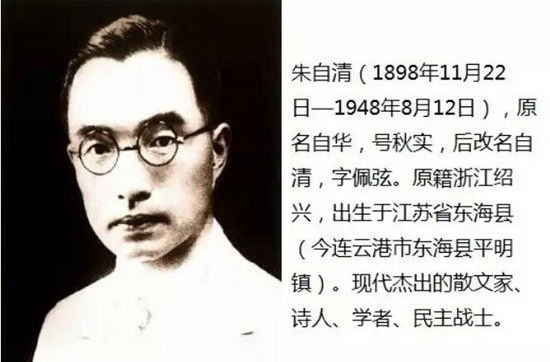 朱自清（1898年11月22
日—1948年8月12日），原
名自华，号秋实，后改名自
清，字佩弦。原籍浙江绍
兴，出生于江苏省东海县
（今连云港市东海县平明
镇）。现代杰出的散文家、
诗人、学者、民主战士。